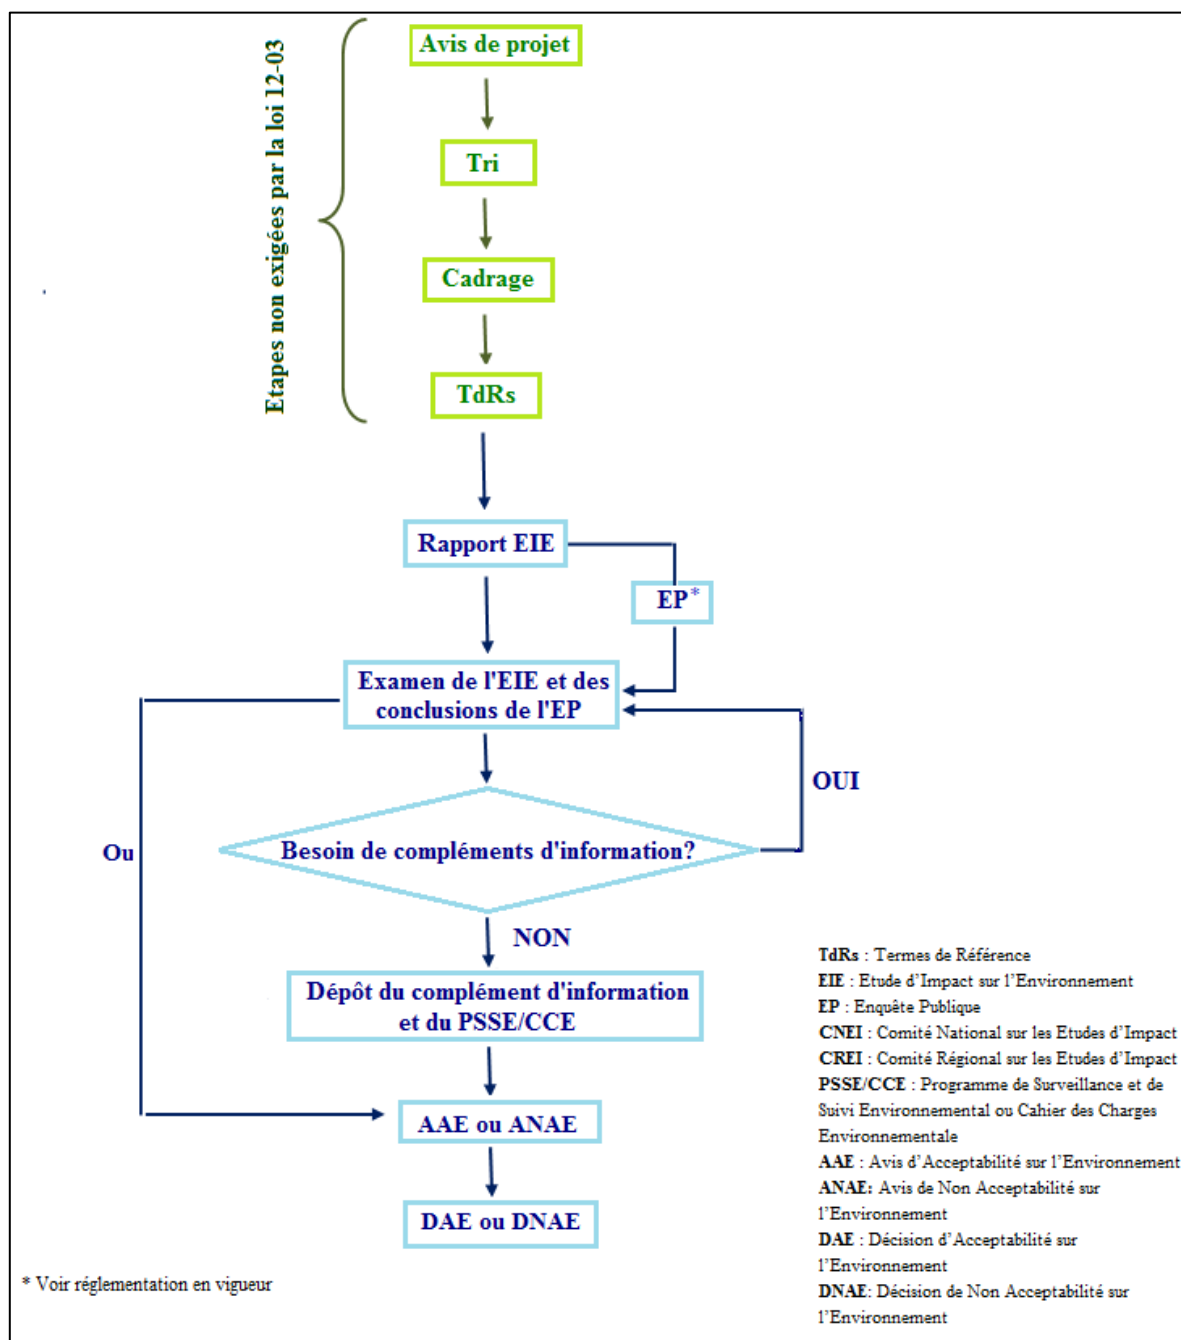 Etapes non exigées par la loi 12-03
Avis de projet
Tri
Cadrage
TdRs
Rapport EIE
EP*
Examen de l'EIE et des
conclusions de l'EP
OUI
Ou
Besoin de compléments d'information?
NON
Dépôt du complément d'information
et du PSSE/CCE
AAE ou ANAE
DAE ou DNAE
TdRs : Termes de Référence
EIE : Etude d'Impact sur l'Environnement
EP : Enquête Publique
CNEI : Comité National sur les Etudes d'Impact
CREI : Comité Régional sur les Etudes d'Impact
PSSE/CCE : Programme de Surveillance et de
Suivi Environnemental ou Cahier des Charges
Environnementale
AAE : Avis d'Acceptabilité sur l'Environnement
ANAE: Avis de Non Acceptabilité sur
l'Environnement
DAE : Décision d'Acceptabilité sur
l'Environnement
DNAE: Décision de Non Acceptabilité sur
l'Environnement
* Voir réglementation en vigueur